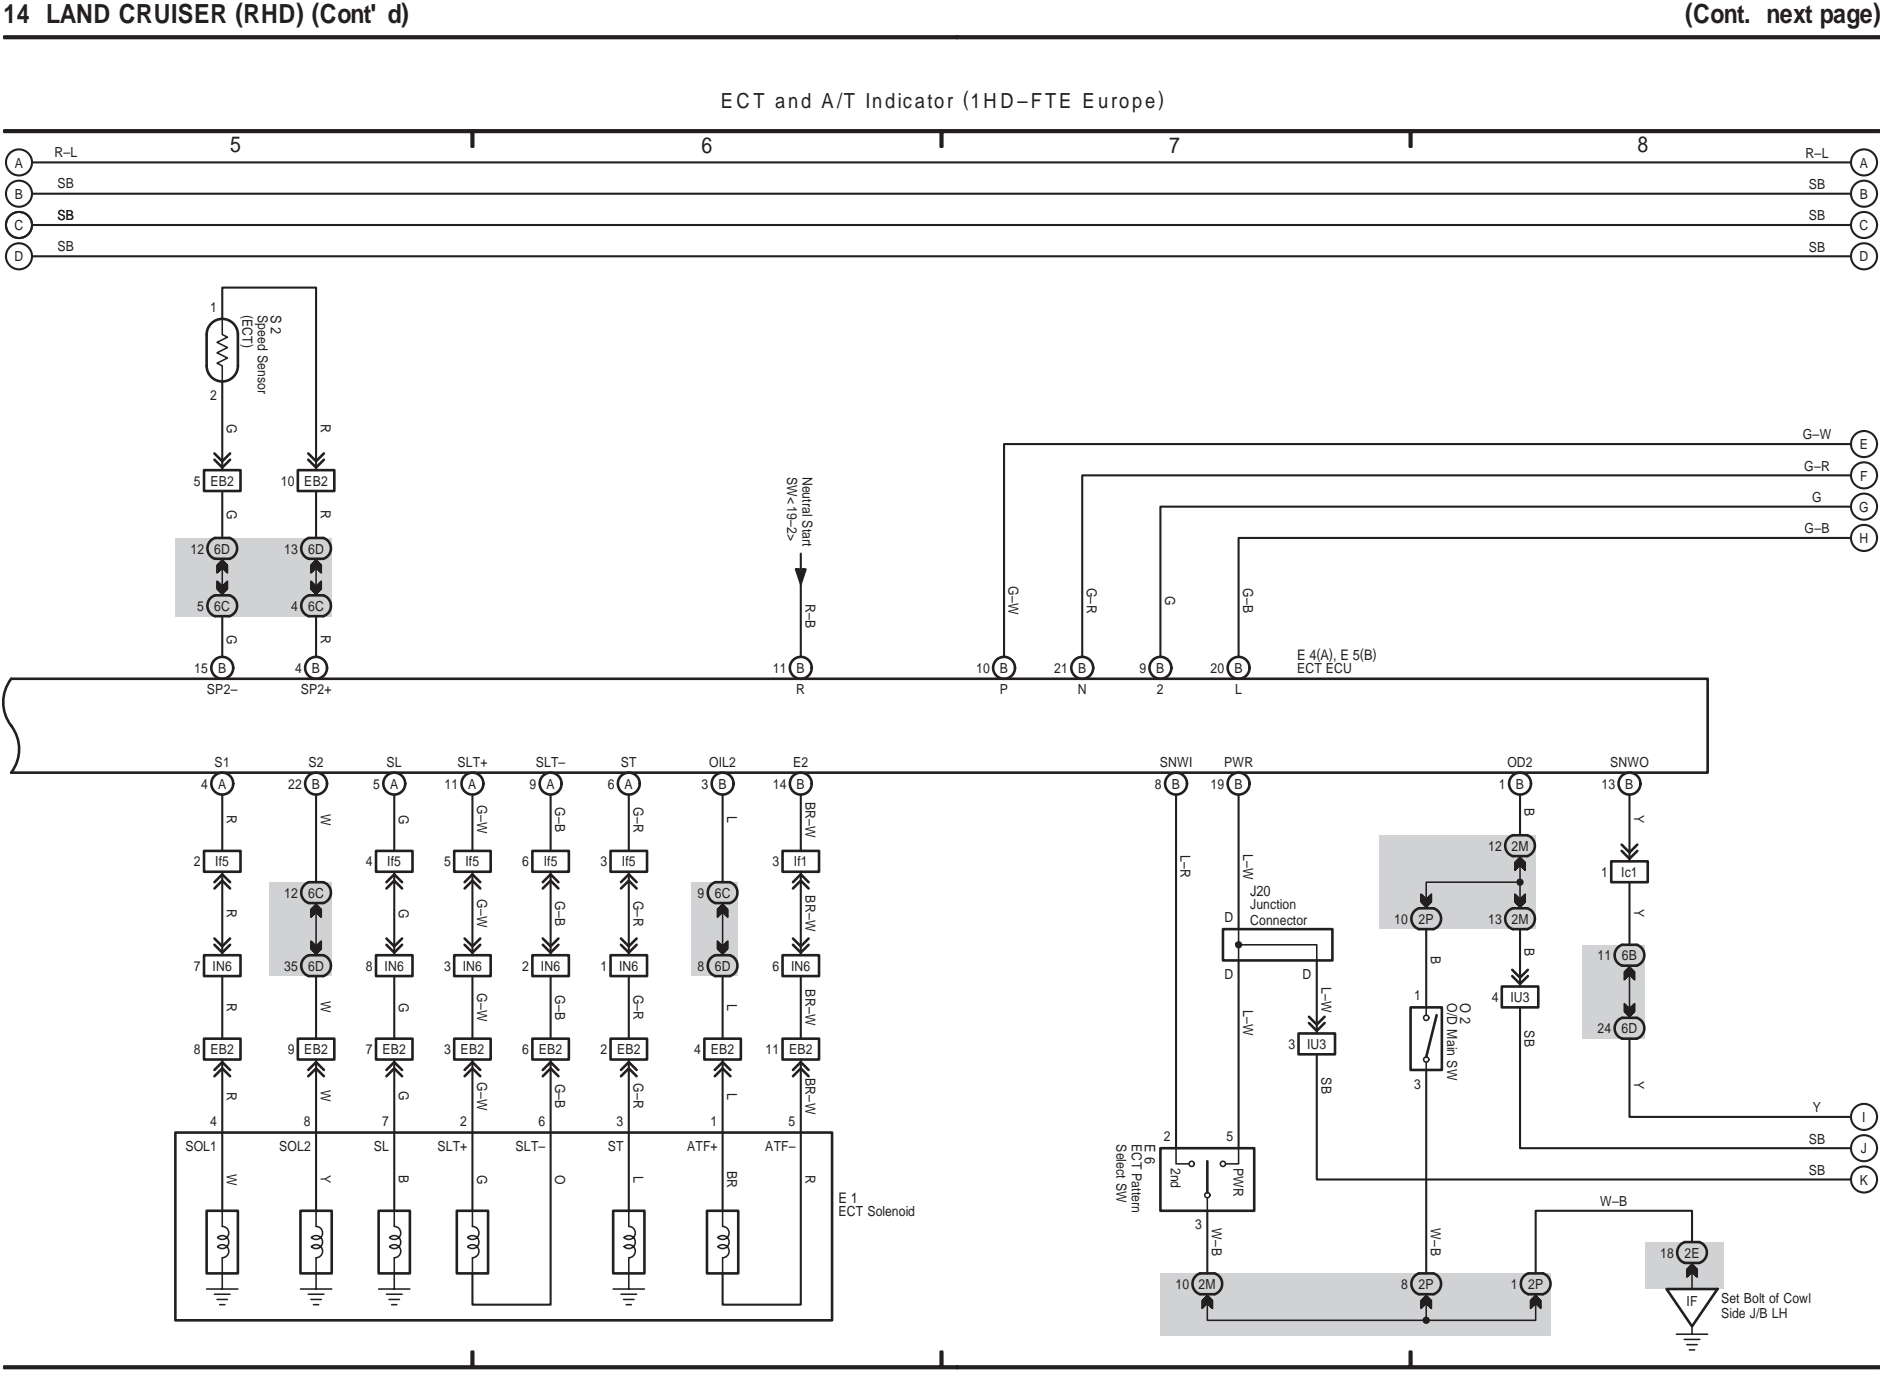 14 LAND CRUISER (RHD) (Cont' d)
(Cont. next page)
ECT and A/T Indicator (1HD–FTE Europe)
5 6 7 8
A R–L R–L A
B SB SB B
C SB SB C
D SB SB D
1
S 2
Speed Sensor
(ECT)
2
G R
5 EB2 10 EB2
G R
12 6D 13 6D
5 6C 4 6C
G R
15 B 4 B
SP2– SP2+
Neutral Start
SW<19–2>
R–B
11 B
R
G–W E
G–R F
G G
G–B H
G–W G–R G G–B
10 B 21 B 9 B 20 B
P N 2 L
E 4(A), E 5(B)
ECT ECU
S1 S2 SL SLT+ SLT– ST OIL2 E2
4 A 22 B 5 A 11 A 9 A 6 A 3 B 14 B
R W G G–W G–B G–R L BR–W
2 If5 4 If5 5 If5 6 If5 3 If5 3 If1
12 6C 9 6C
R G G–W G–B G–R BR–W
7 IN6 35 6D 8 IN6 3 IN6 2 IN6 1 IN6 8 6D 6 IN6
R W G G–W G–B G–R L BR–W
8 EB2 9 EB2 7 EB2 3 EB2 6 EB2 2 EB2 4 EB2 11 EB2
R W G G–W G–B G–R L BR–W
4 8 7 2 6 3 1 5
SOL1 SOL2 SL SLT+ SLT– ST ATF+ ATF–
W Y B G O L BR R
E 1
ECT Solenoid
SNWI PWR OD2 SNWO
8 B 19 B 1 B 13 B
L–R L–W B Y
J20
Junction
Connector
D
D D
L–W L–W
3 IU3
SB
2 5
E 6
ECT Pattern
Select SW
2nd PWR
3
W–B
10 2M 8 2P 1 2P
12 2M
10 2P 13 2M
B B
1
O 2
O/D Main SW
3
W–B
4 IU3
SB
1 Ic1
Y
11 6B
24 6D
Y
Y I
SB J
SB K
W–B
18 2E
IF
Set Bolt of Cowl
Side J/B LH